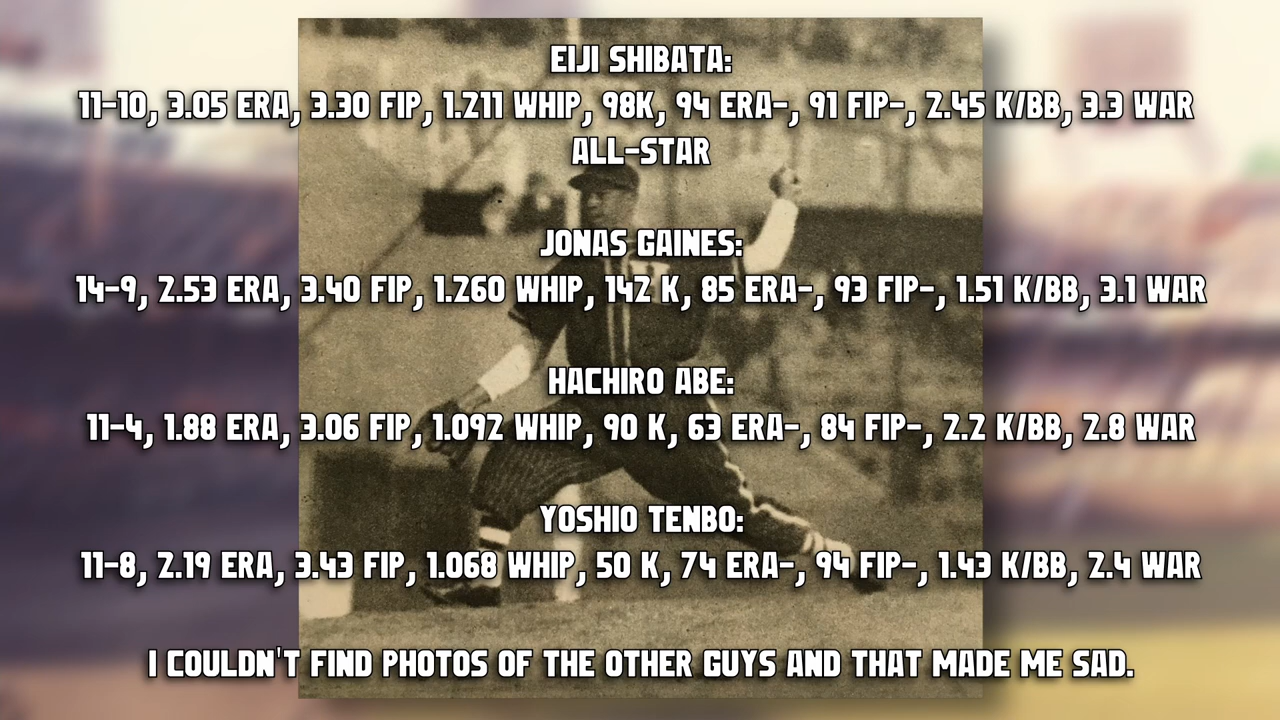 EIJI SHIBATA:
11-10, 3.05 ERA, 3.30 FIP, 1.211 WHIP, 98K, 94 ERA-, 91 FIP-, 2.45 K/BB, 3.3 WAR
ALL-STAR
JONAS GAINES:
14-9, 2.53 ERA, 3.40 FIP, 1.260 WHIP, 142 K, 85 ERA-, 93 FIP-, 1.51 K/BB, 3.1 WAR
HACHIRO ABE:
11-4, 1.88 ERA, 3.06 FIP, 1.092 WHIP, 90 K, 63 ERA-, 84 FIP-, 2.2 K/BB, 2.8 WAR
YOSHIO TENBO:
11-8, 2.19 ERA, 3.43 FIP, 1.068 WHIP, 50 K, 74 ERA-, 94 FIP-, 1.43 K/BB, 2.4 WAR
I COULDN'T FIND PHOTOS OF THE OTHER GUYS AND THAT MADE ME SAD.